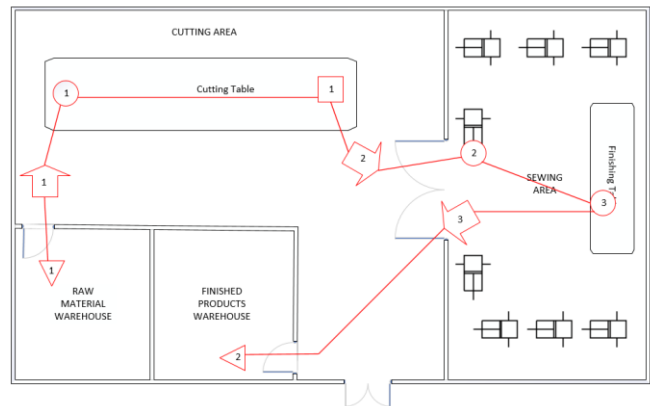 CUTTING AREA
Cutting Table
1
1
2
2
1
SEWING
AREA
Finishing T
3
3
1
RAW
MATERIAL
WAREHOUSE
FINISHED
PRODUCTS
WAREHOUSE
2